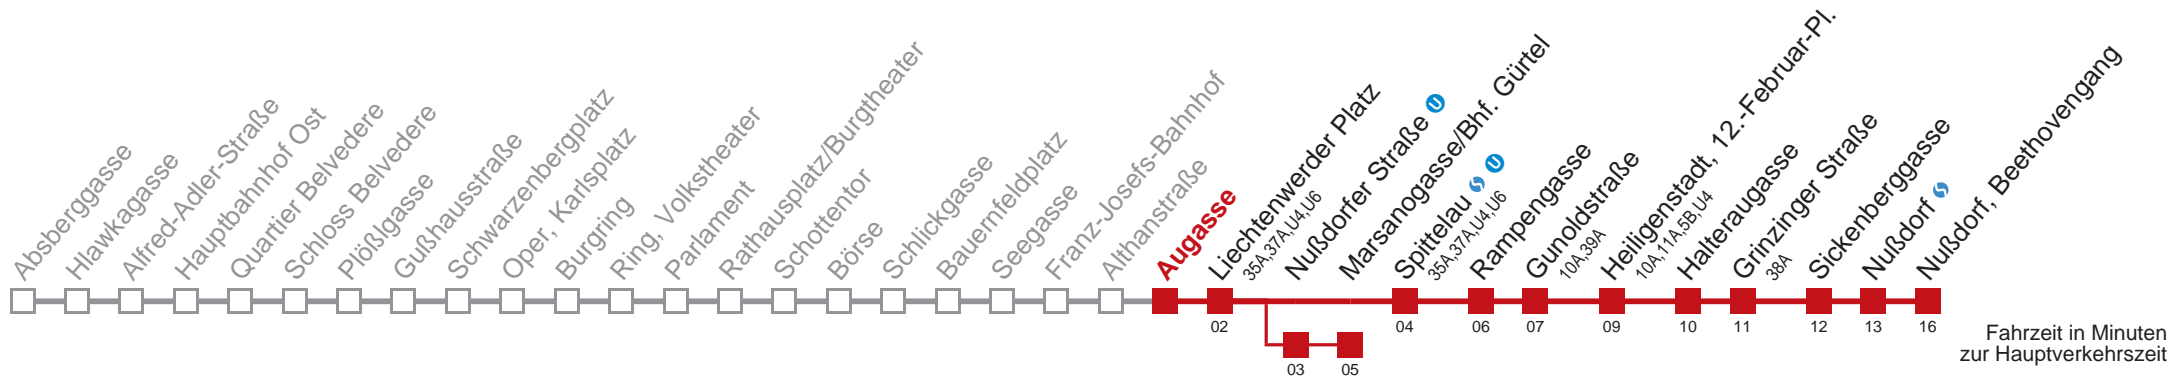 Absberggasse
Hlawkagasse
Alfred-Adler-Straße
Hauptbahnhof Ost
Quartier Belvedere
Schloss Belvedere
Plößlgasse
Gußhausstraße
Schwarzenbergplatz
Oper, Karlsplatz
Burgring
Ring, Volkstheater
Parlament
Rathausplatz/Burgtheater
Schottentor
Börse
Schlickgasse
Bauernfeldplatz
Seegasse
Franz-Josefs-Bahnhof
Althanstraße
Augasse
Liechtenwerder Platz
35A,37A,U4,U6
Nußdorfer Straße U
Marsanogasse/Bhf. Gürtel
Spittelau S U
35A,37A,U4,U6
Rampengasse
Gunoldstraße
10A,39A
Heiligenstadt, 12.-Februar-Pl.
10A,11A,5B,U4
Halteraugasse
Grinzinger Straße
38A
Sickenberggasse
Nußdorf S
Nußdorf, Beethovengang
02 04 06 07 09 10 11 12 13 16
03 05
Fahrzeit in Minuten
zur Hauptverkehrszeit